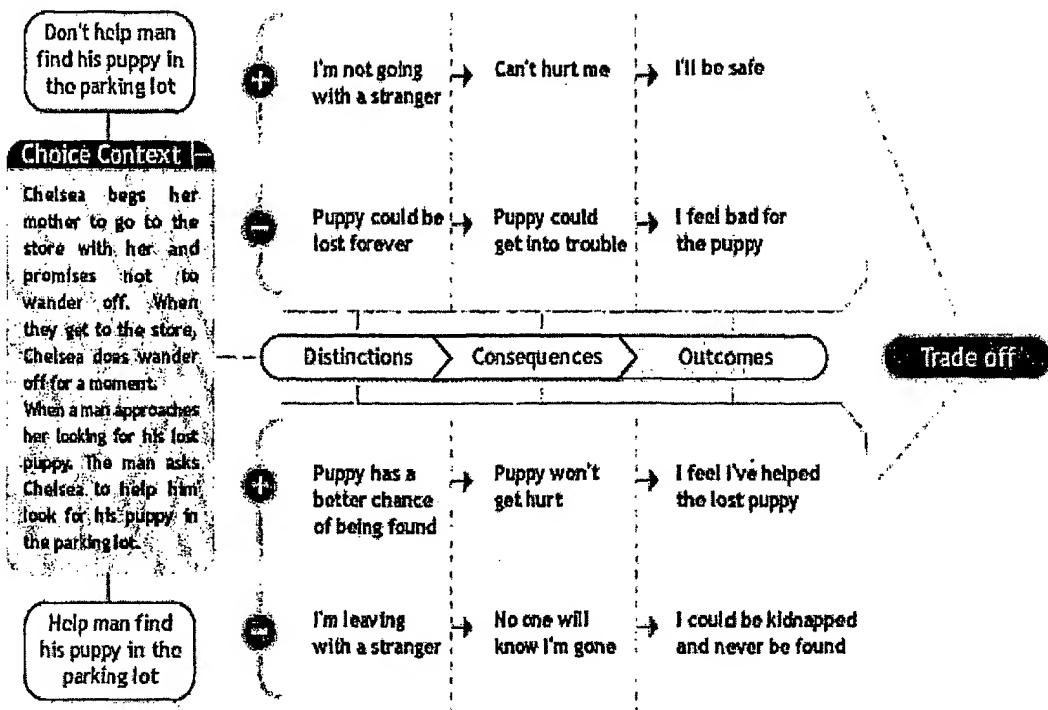 Don't help man
find his puppy in
the parking lot
Choice Context
Chelsea begs her
mother to go to the
store with her and
promises not to
wander off. When
they get to the store,
Chelsea does wander
off for a moment.
When a man approaches
her looking for his lost
puppy. The man asks
Chelsea to help him
look for his puppy in
the parking lot.
Help man find
his puppy in the
parking lot
I'm not going
with a stranger
Can't hurt me
I'll be safe
Puppy could be
lost forever
Puppy could
get into trouble
I feel bad for
the puppy
Distinctions
Consequences
Outcomes
Trade off
Puppy has a
better chance
of being found
Puppy won't
get hurt
I feel I've helped
the lost puppy
I'm leaving
with a stranger
No one will
know I'm gone
I could be kidnapped
and never be found